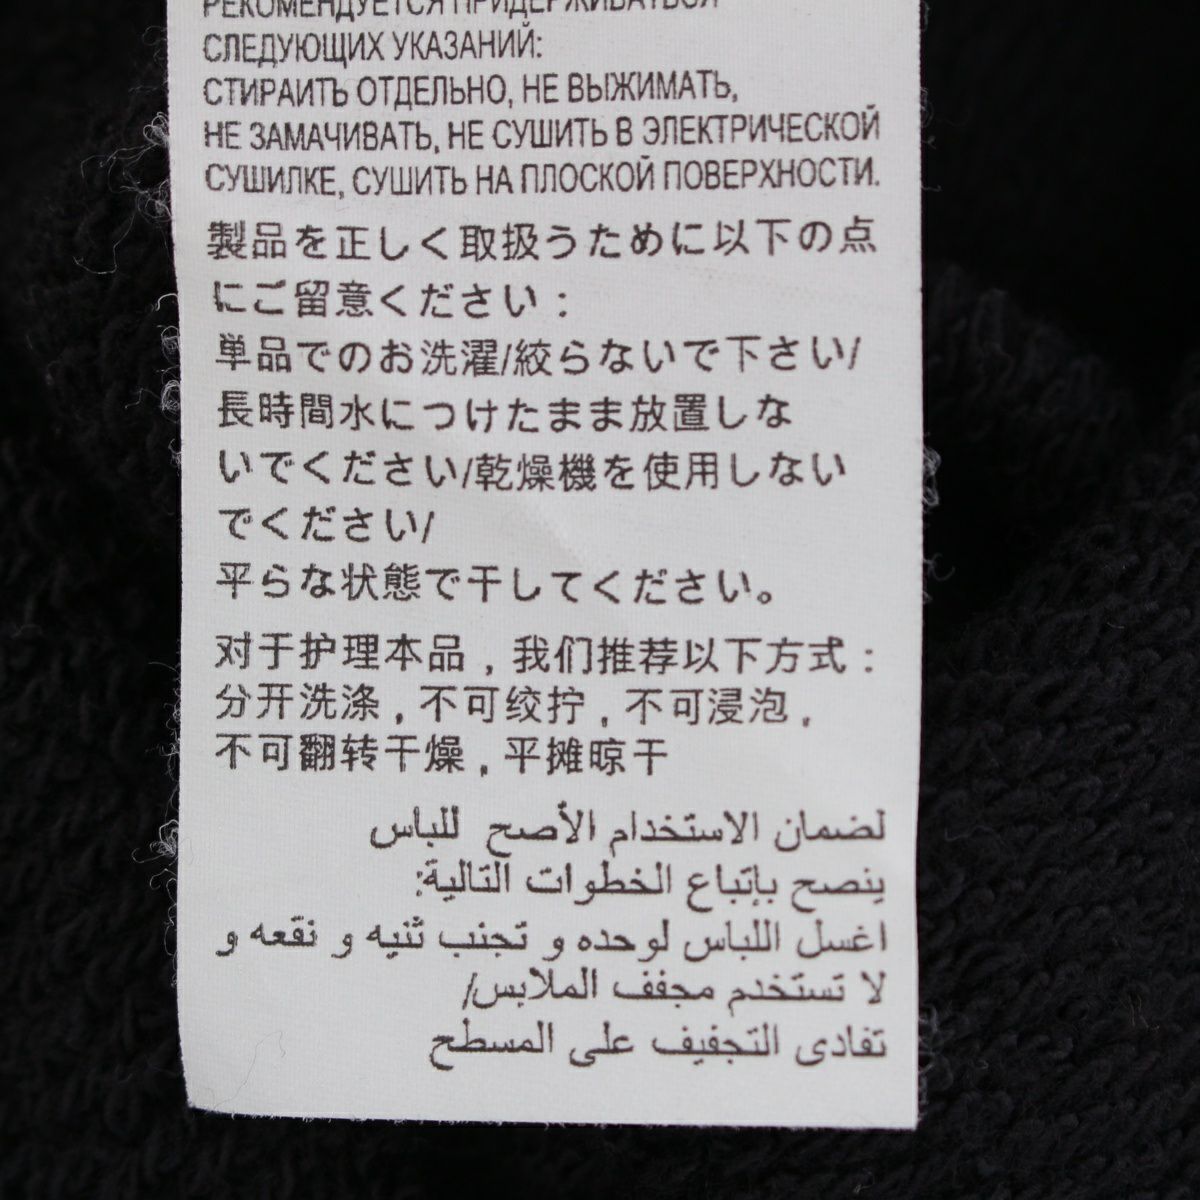 РЕКОМЕНДУЕТСЯ ПРИДЕРЖИВАТЬСЯ
СЛЕДУЮЩИХ УКАЗАНИЙ:
СТИРАИТЬ ОТДЕЛЬНО, НЕ ВЫЖИМАТЬ,
НЕ ЗАМАЧИВАТЬ, НЕ СУШИТЬ В ЭЛЕКТРИЧЕСКОЙ
СУШИЛКЕ, СУШИТЬ НА ПЛОСКОЙ ПОВЕРХНОСТИ.
製品を正しく取扱うために以下の点
にご留意ください:
単品でのお洗濯/絞らないで下さい/
長時間水につけたまま放置しな
いでください/乾燥機を使用しない
でください/
平らな状態で干してください。
对于护理本品，我们推荐以下方式：
分开洗涤，不可绞拧，不可浸泡，
不可翻转干燥，平摊晾干
لضمان الاستخدام الأصح للباس
ينصح بإتباع الخطوات التالية:
اغسل اللباس لوحده و تجنب ثنيه و نقعه و
لا تستخدم مجفف الملابس/
تفادى التجفيف على المسطح